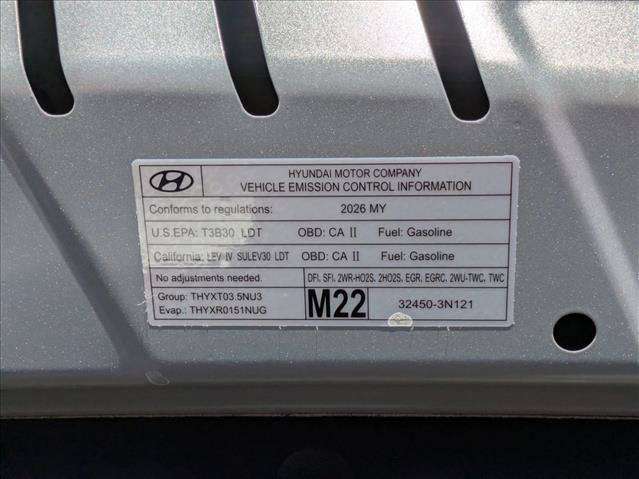 HYUNDAI MOTOR COMPANY
VEHICLE EMISSION CONTROL INFORMATION
Conforms to regulations: 2026 MY
U.S.EPA: T3B30 LDT OBD: CA II Fuel: Gasoline
California: LEV IV SULEV30 LDT OBD: CA II Fuel: Gasoline
No adjustments needed. DFI, SFI, 2WR-HO2S, 2HO2S, EGR, EGRC, 2WU-TWC, TWC
Group: THYXT03.5NU3
Evap.: THYXR0151NUG
M22
32450-3N121